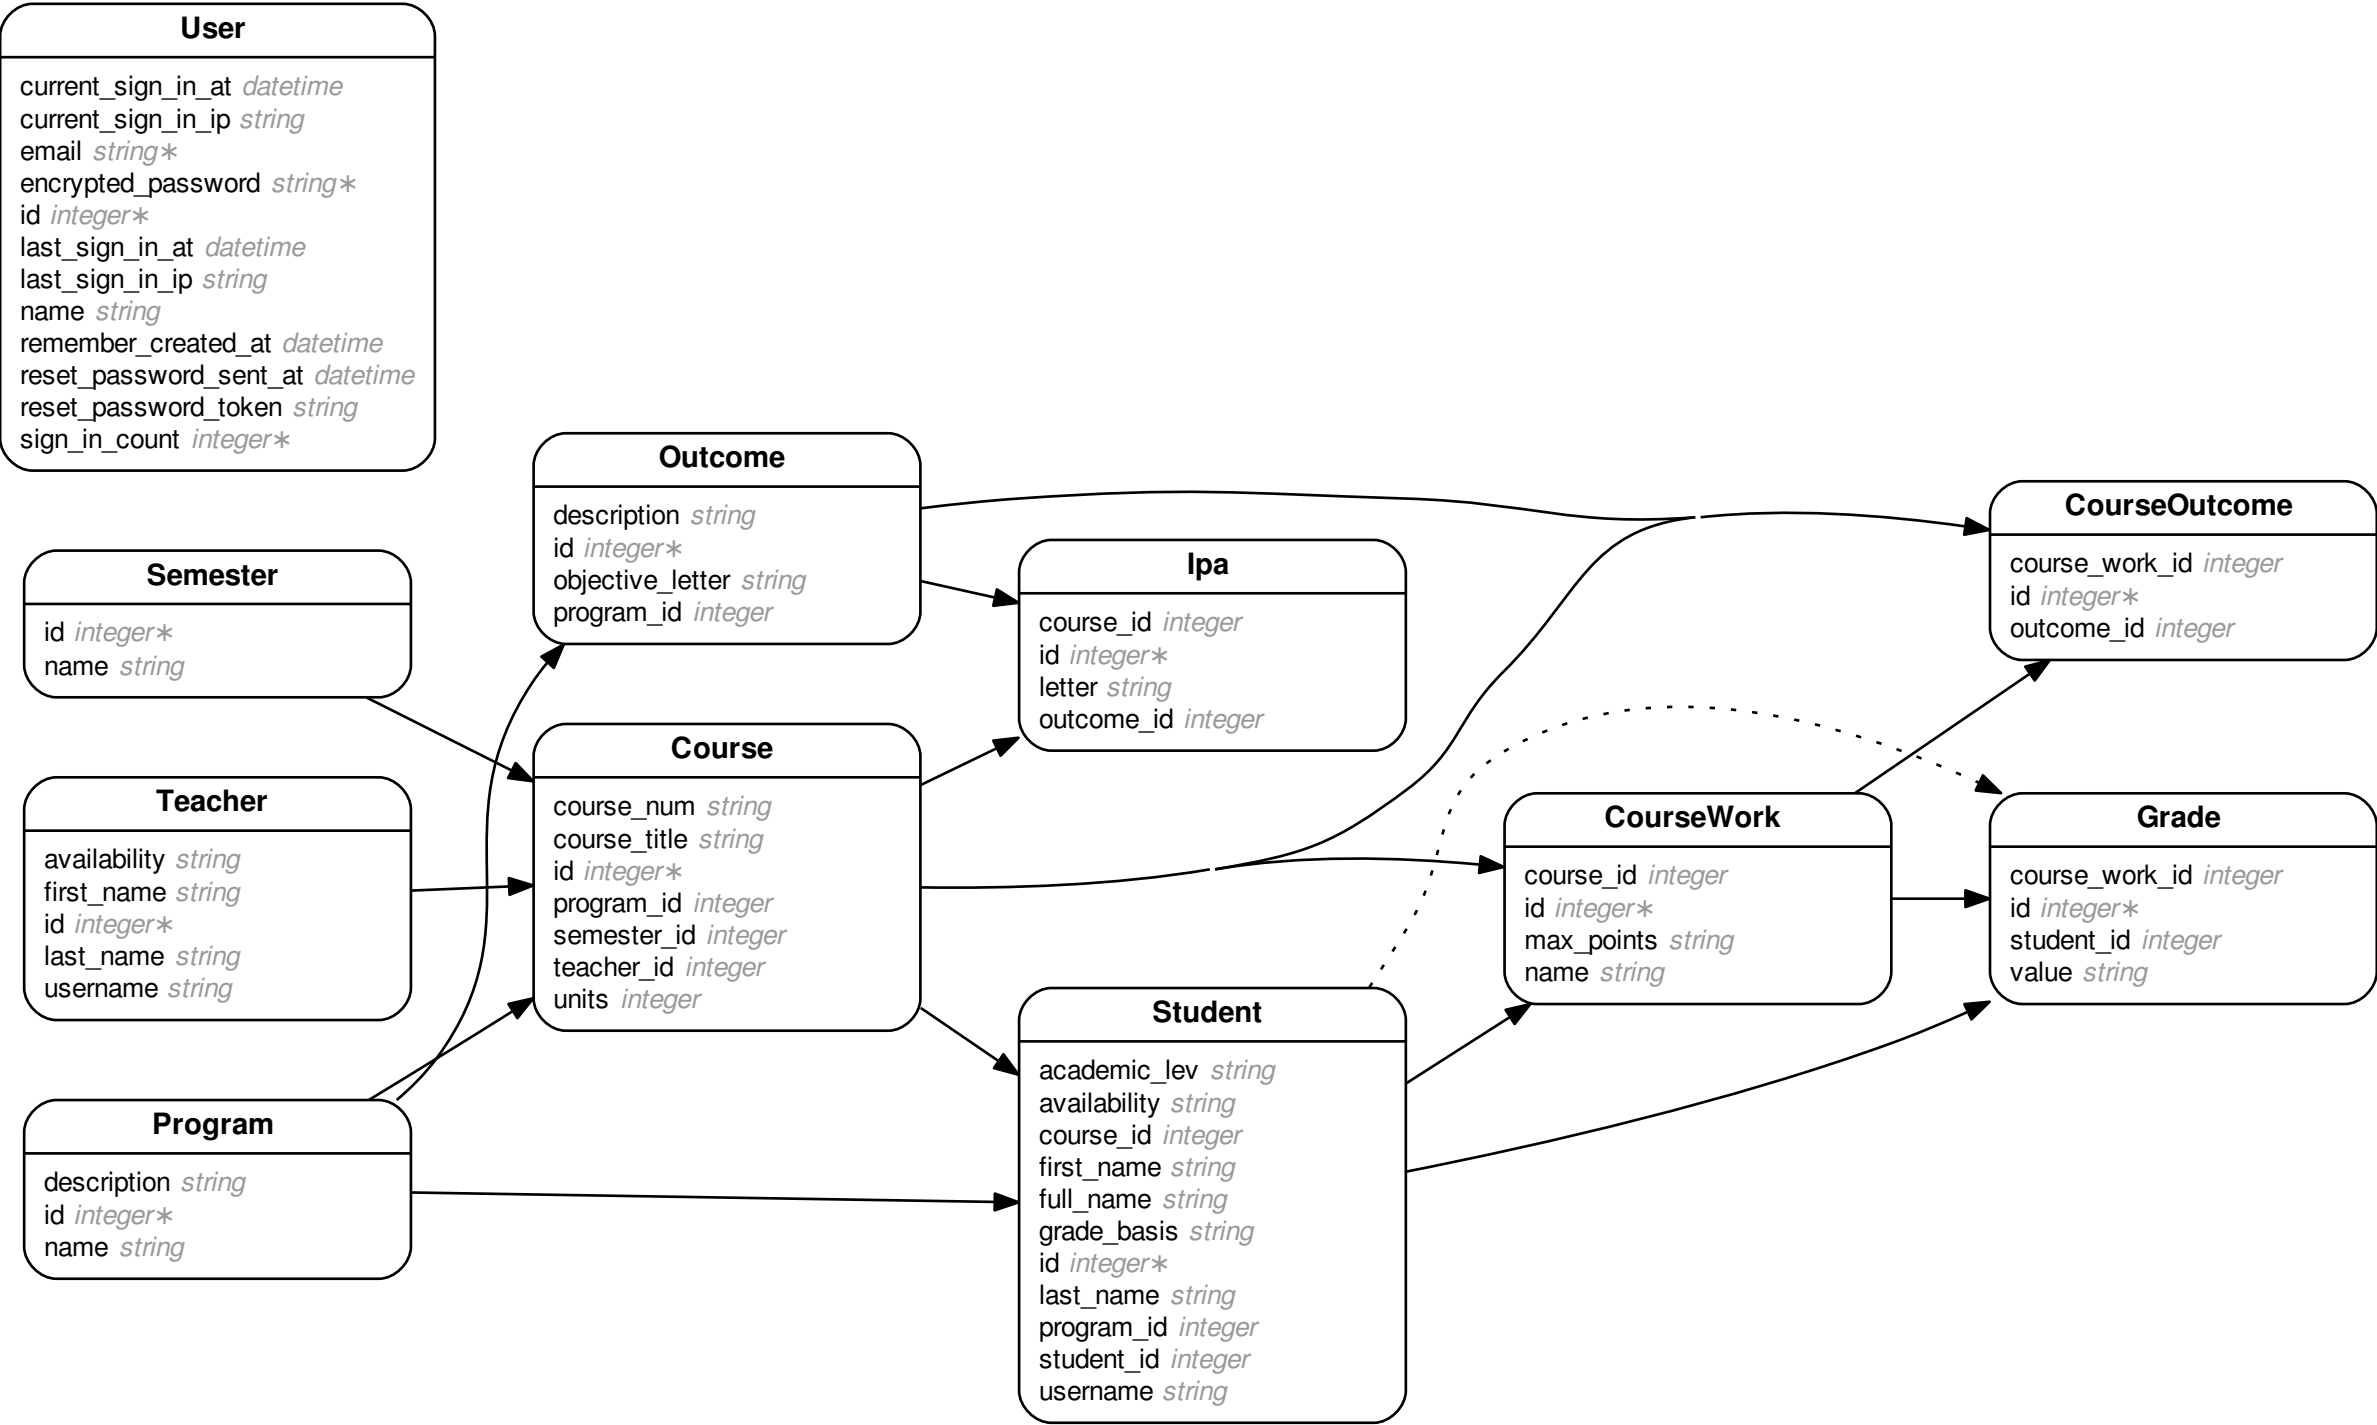 User
current_sign_in_at datetime
current_sign_in_ip string
email string∗
encrypted_password string∗
id integer∗
last_sign_in_at datetime
last_sign_in_ip string
name string
remember_created_at datetime
reset_password_sent_at datetime
reset_password_token string
sign_in_count integer∗
Semester
id integer∗
name string
Teacher
availability string
first_name string
id integer∗
last_name string
username string
Program
description string
id integer∗
name string
Outcome
description string
id integer∗
objective_letter string
program_id integer
Course
course_num string
course_title string
id integer∗
program_id integer
semester_id integer
teacher_id integer
units integer
Ipa
course_id integer
id integer∗
letter string
outcome_id integer
Student
academic_lev string
availability string
course_id integer
first_name string
full_name string
grade_basis string
id integer∗
last_name string
program_id integer
student_id integer
username string
CourseWork
course_id integer
id integer∗
max_points string
name string
CourseOutcome
course_work_id integer
id integer∗
outcome_id integer
Grade
course_work_id integer
id integer∗
student_id integer
value string